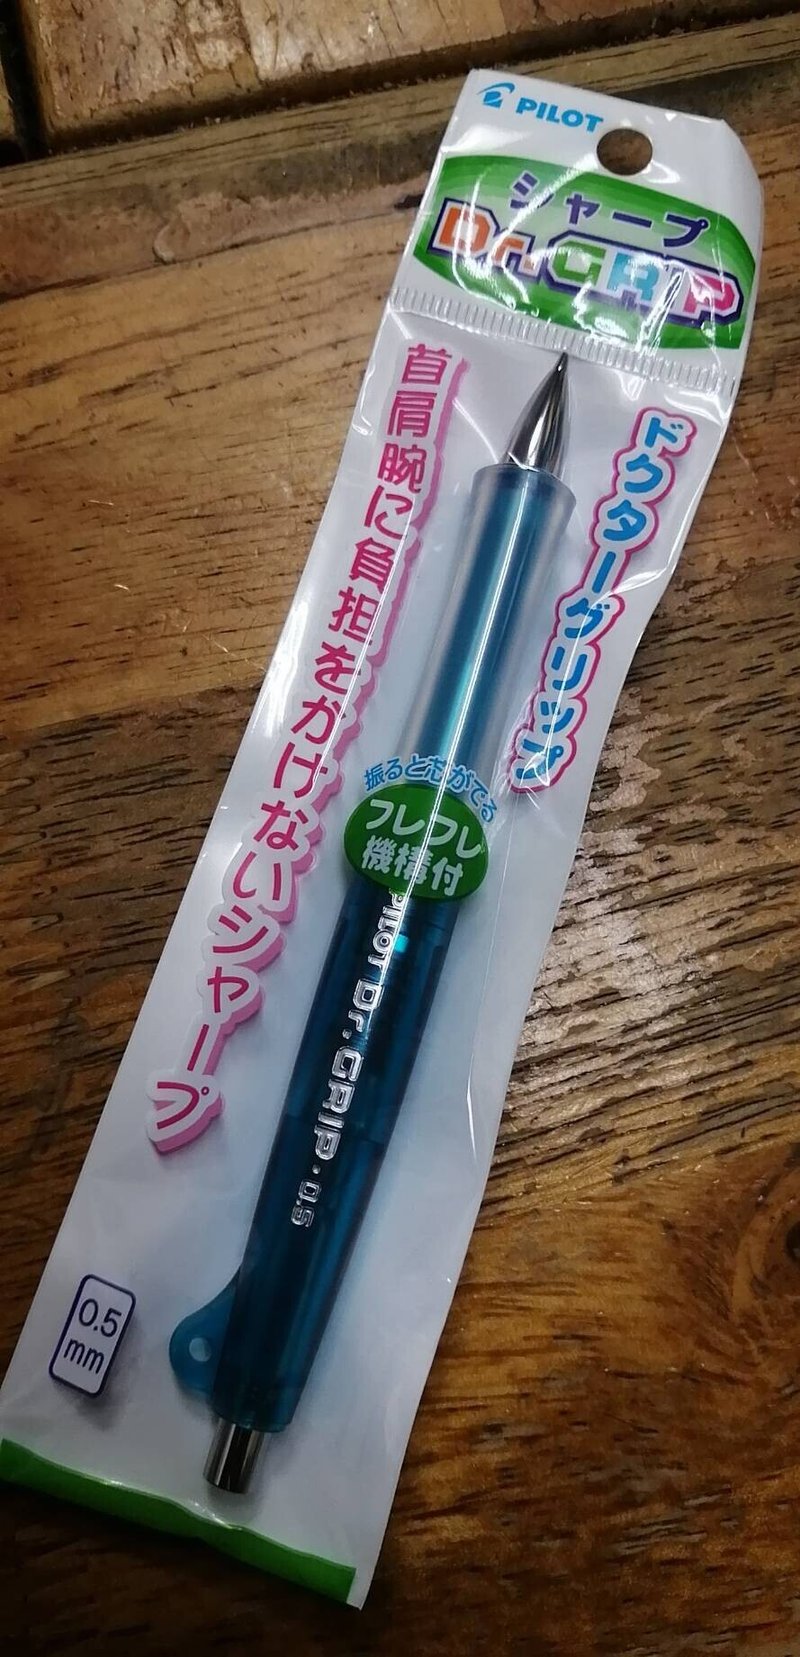 PILOT
シャープ
Dr.GRIP
首肩腕に負担をかけないシャープ
ドクターグリップ
振ると芯がでる
フレフレ
機構付
PILOT Dr.GRIP・0.5
0.5
mm